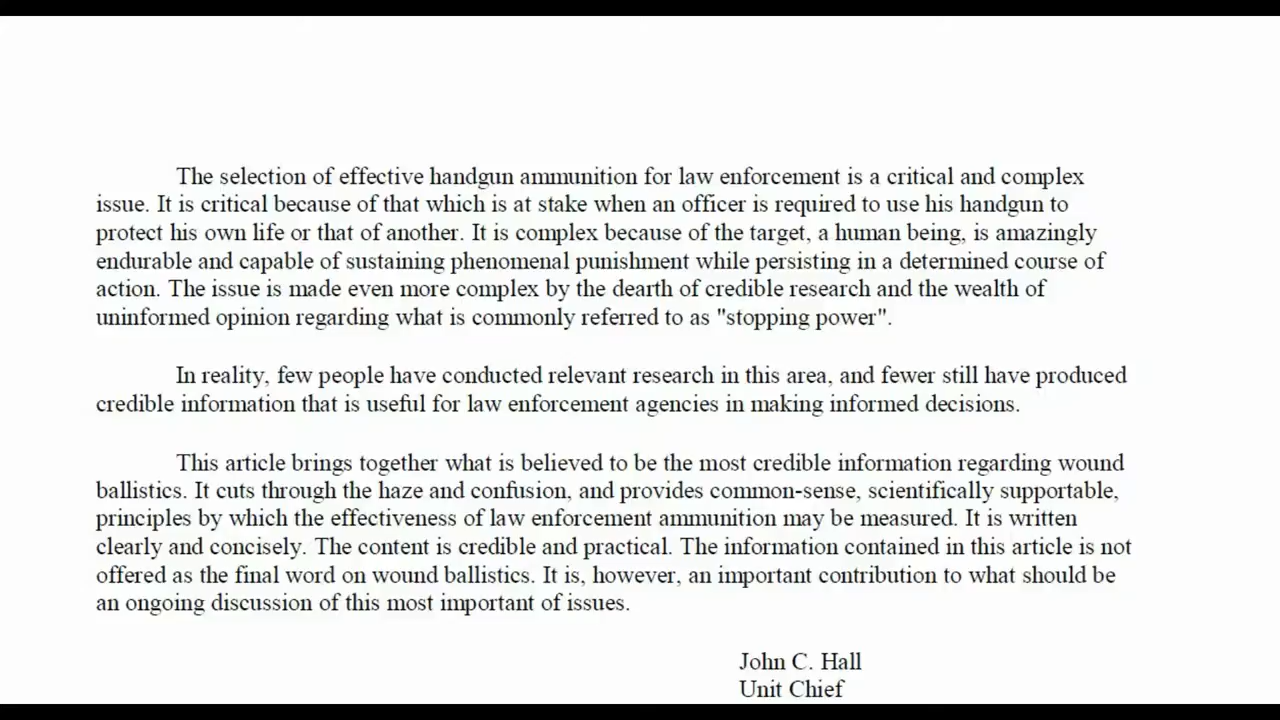 The selection of effective handgun ammunition for law enforcement is a critical and complex
issue. It is critical because of that which is at stake when an officer is required to use his handgun to
protect his own life or that of another. It is complex because of the target, a human being, is amazingly
endurable and capable of sustaining phenomenal punishment while persisting in a determined course of
action. The issue is made even more complex by the dearth of credible research and the wealth of
uninformed opinion regarding what is commonly referred to as "stopping power".
In reality, few people have conducted relevant research in this area, and fewer still have produced
credible information that is useful for law enforcement agencies in making informed decisions.
This article brings together what is believed to be the most credible information regarding wound
ballistics. It cuts through the haze and confusion, and provides common-sense, scientifically supportable,
principles by which the effectiveness of law enforcement ammunition may be measured. It is written
clearly and concisely. The content is credible and practical. The information contained in this article is not
offered as the final word on wound ballistics. It is, however, an important contribution to what should be
an ongoing discussion of this most important of issues.
John C. Hall
Unit Chief